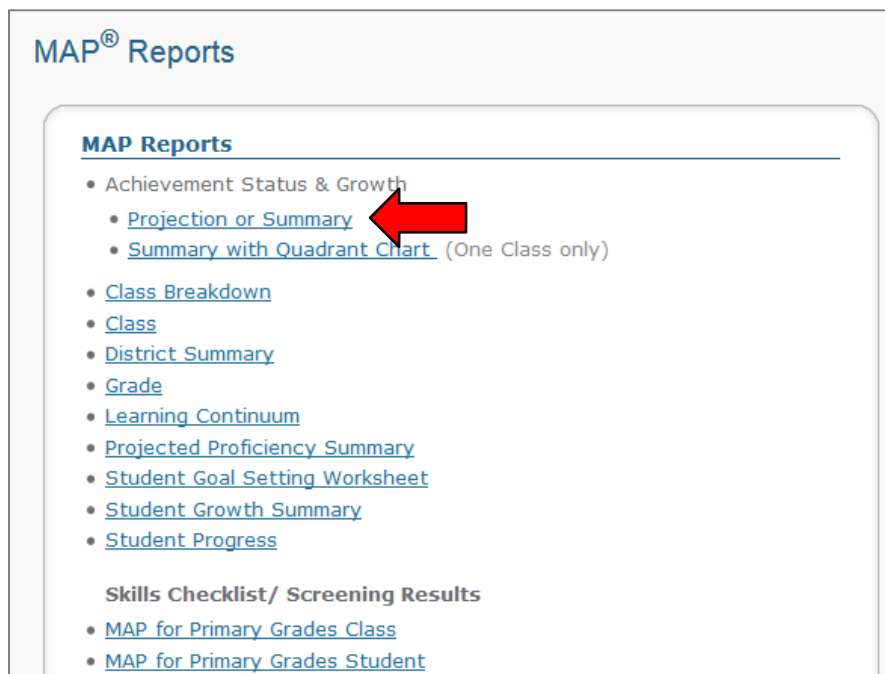 MAP® Reports
MAP Reports
Achievement Status & Growth
Projection or Summary
Summary with Quadrant Chart (One Class only)
Class Breakdown
Class
District Summary
Grade
Learning Continuum
Projected Proficiency Summary
Student Goal Setting Worksheet
Student Growth Summary
Student Progress
Skills Checklist/ Screening Results
MAP for Primary Grades Class
MAP for Primary Grades Student